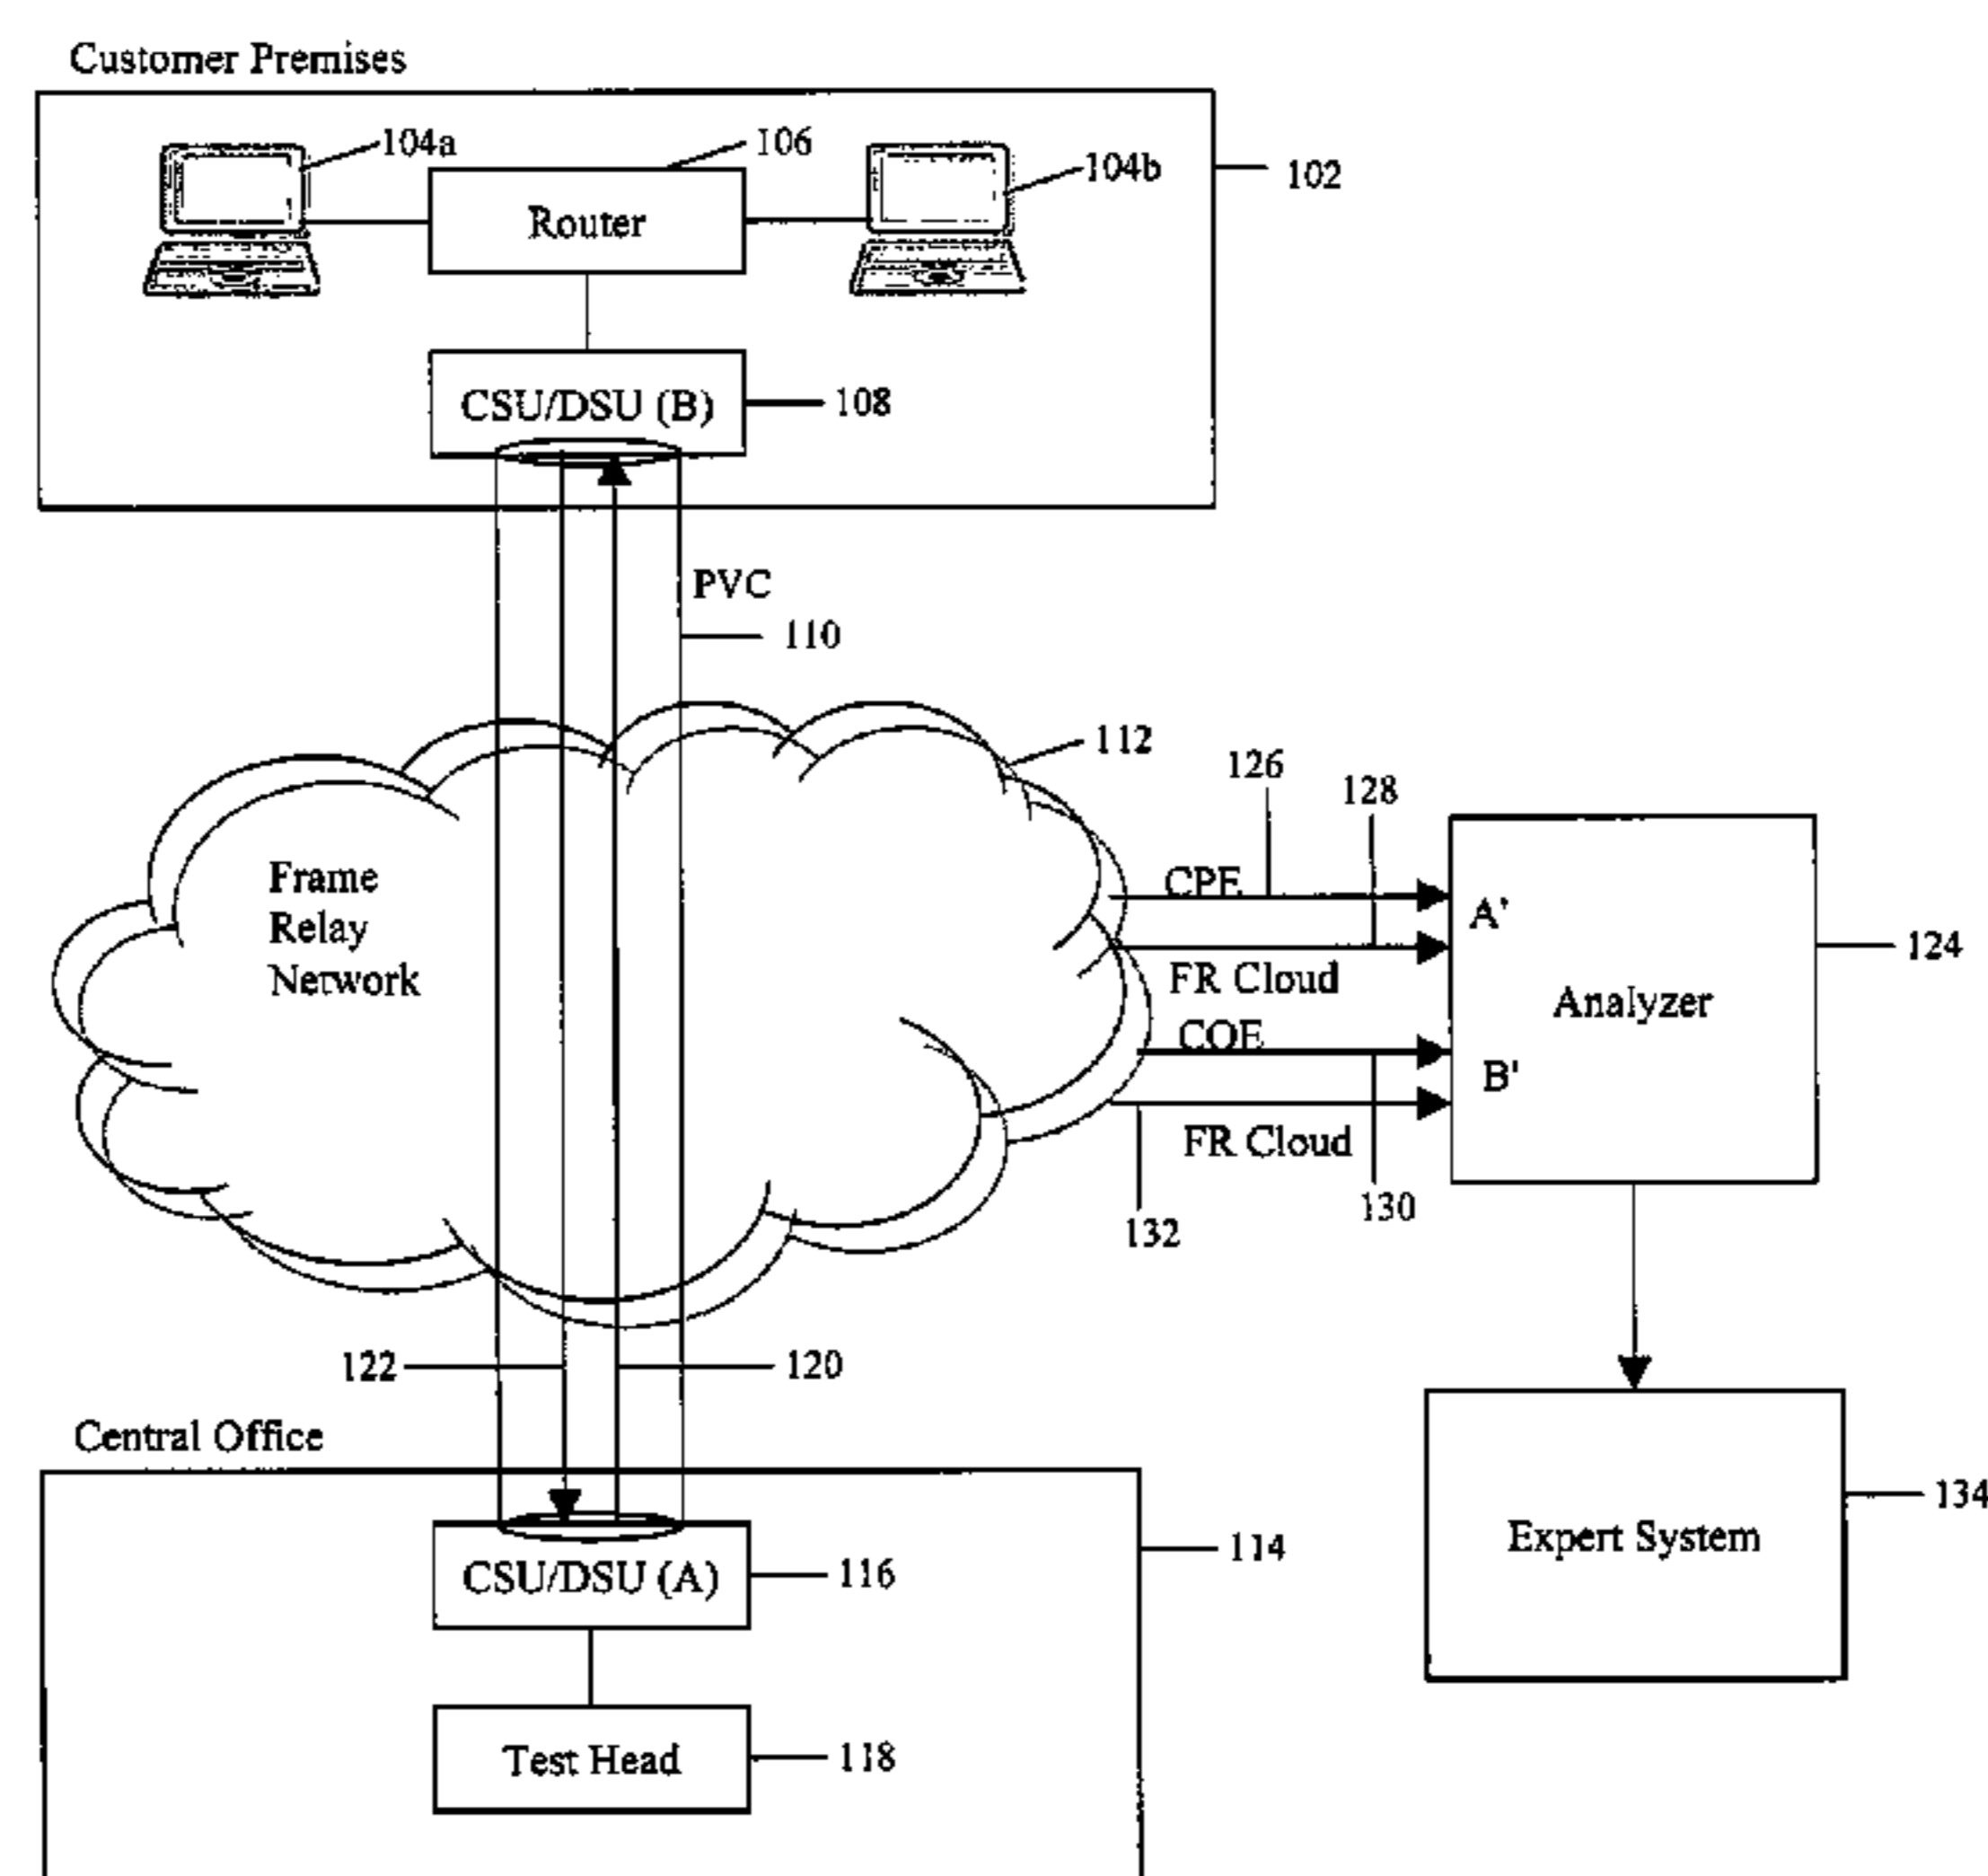 Customer Premises
104a
106
104b
102
Router
CSU/DSU (B)
108
PVC
110
112
126
128
Frame
Relay
Network
CPE
A'
FR Cloud
124
COE
Analyzer
B'
FR Cloud
130
132
122
120
Central Office
134
Expert System
114
CSU/DSU (A)
116
Test Head
118